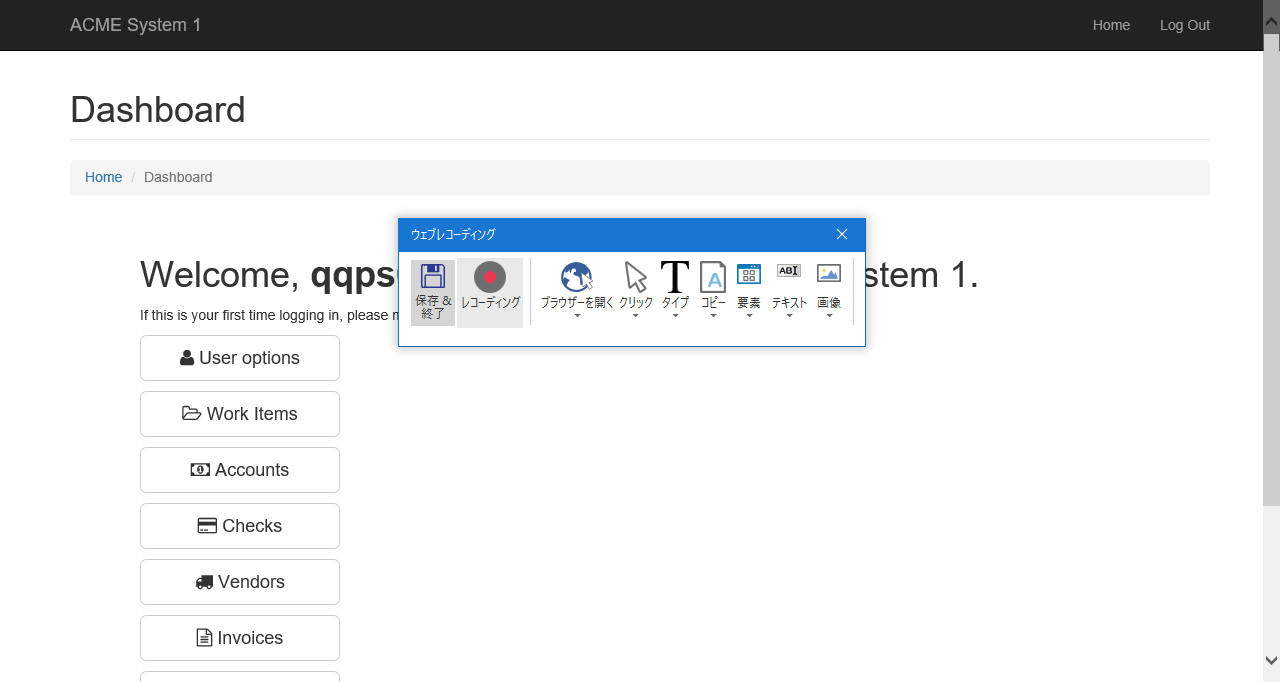 ACME System 1
Home
Log Out
Dashboard
Home / Dashboard
ウェブレコーディング
保存 &
終了
レコーディング
ブラウザーを開く
クリック
タイプ
コピー
要素
テキスト
画像
ABI
A
Welcome,
stem 1.
If this is your first time logging in, please
User options
Work Items
Accounts
Checks
Vendors
Invoices